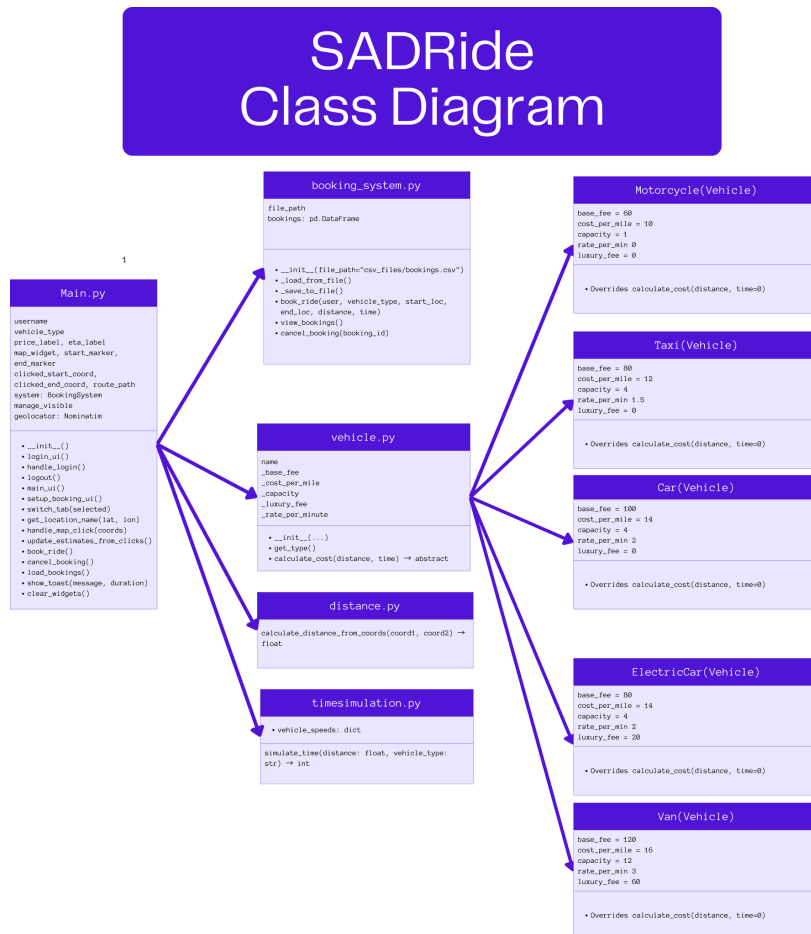 SADRide
Class Diagram
1
Main.py
username
vehicle_type
price_label, eta_label
map_widget, start_marker,
end_marker
clicked_start_coord,
clicked_end_coord, route_path
system: BookingSystem
manage_visible
geolocator: Nominatim
• __init__()
• login_ui()
• handle_login()
• logout()
• main_ui()
• setup_booking_ui()
• switch_tab(selected)
• get_location_name(lat, lon)
• handle_map_click(coords)
• update_estimates_from_clicks()
• book_ride()
• cancel_booking()
• load_bookings()
• show_toast(message, duration)
• clear_widgets()
booking_system.py
file_path
bookings: pd.DataFrame
• __init__(file_path="csv_files/bookings.csv")
• _load_from_file()
• _save_to_file()
• book_ride(user, vehicle_type, start_loc,
end_loc, distance, time)
• view_bookings()
• cancel_booking(booking_id)
vehicle.py
name
_base_fee
_cost_per_mile
_capacity
_luxury_fee
_rate_per_minute
• __init__(...)
• get_type()
• calculate_cost(distance, time) → abstract
distance.py
calculate_distance_from_coords(coord1, coord2) →
float
timesimulation.py
• vehicle_speeds: dict
simulate_time(distance: float, vehicle_type:
str) → int
Motorcycle(Vehicle)
base_fee = 60
cost_per_mile = 10
capacity = 1
rate_per_min 0
luxury_fee = 0
• Overrides calculate_cost(distance, time=0)
Taxi(Vehicle)
base_fee = 80
cost_per_mile = 12
capacity = 4
rate_per_min 1.5
luxury_fee = 0
• Overrides calculate_cost(distance, time=0)
Car(Vehicle)
base_fee = 100
cost_per_mile = 14
capacity = 4
rate_per_min 2
luxury_fee = 0
• Overrides calculate_cost(distance, time=0)
ElectricCar(Vehicle)
base_fee = 80
cost_per_mile = 14
capacity = 4
rate_per_min 2
luxury_fee = 20
• Overrides calculate_cost(distance, time=0)
Van(Vehicle)
base_fee = 120
cost_per_mile = 16
capacity = 12
rate_per_min 3
luxury_fee = 60
• Overrides calculate_cost(distance, time=0)